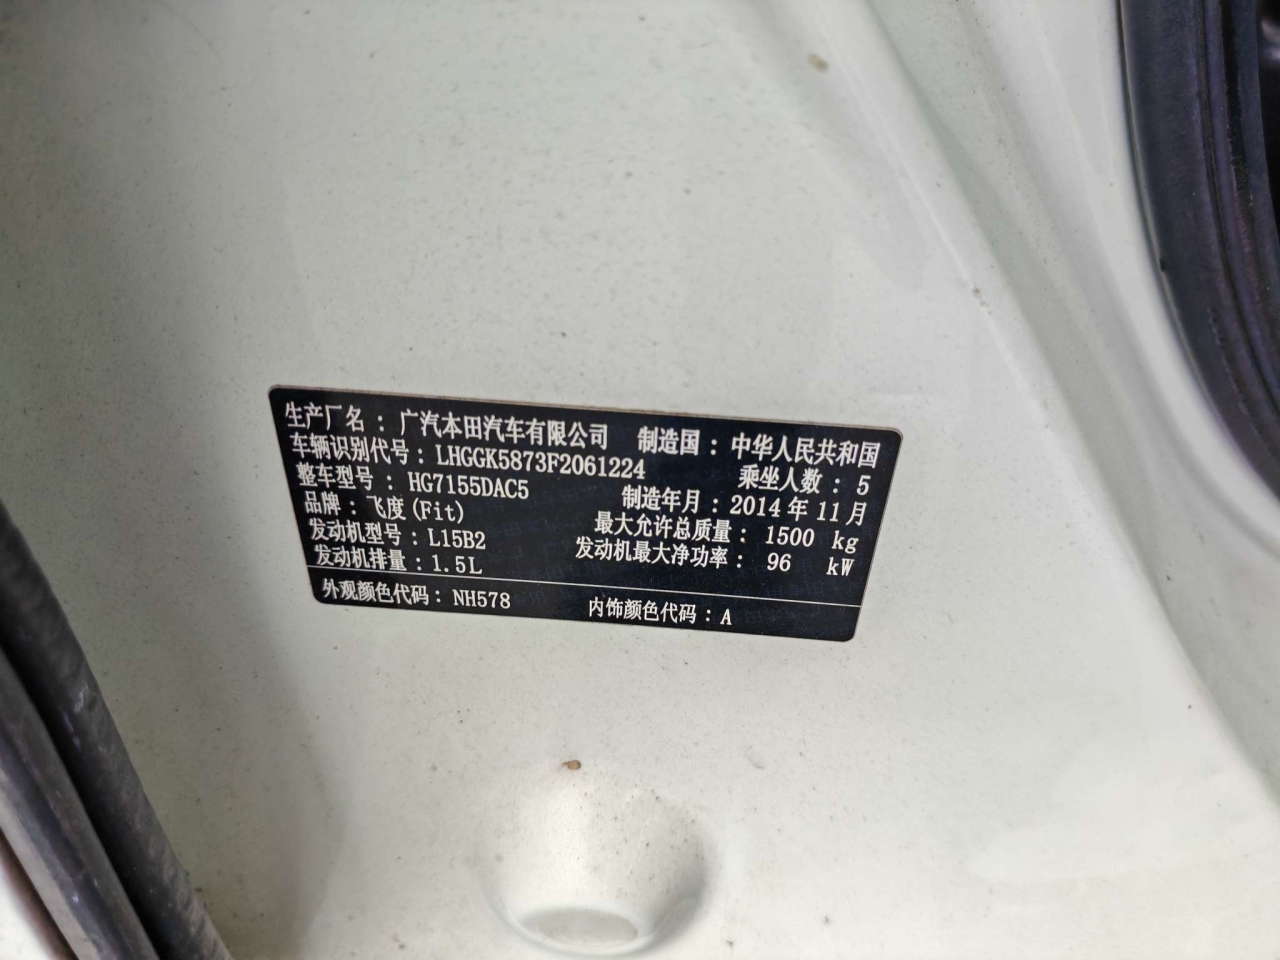 生产厂名：广汽本田汽车有限公司 制造国：中华人民共和国
车辆识别代号：LHGGK5873F2061224 乘坐人数：5
整车型号：HG7155DAC5 制造年月：2014年11月
品牌：飞度(Fit) 最大允许总质量：1500 kg
发动机型号：L15B2 发动机最大净功率：96 kW
发动机排量：1.5L
外观颜色代码：NH578 内饰颜色代码：A